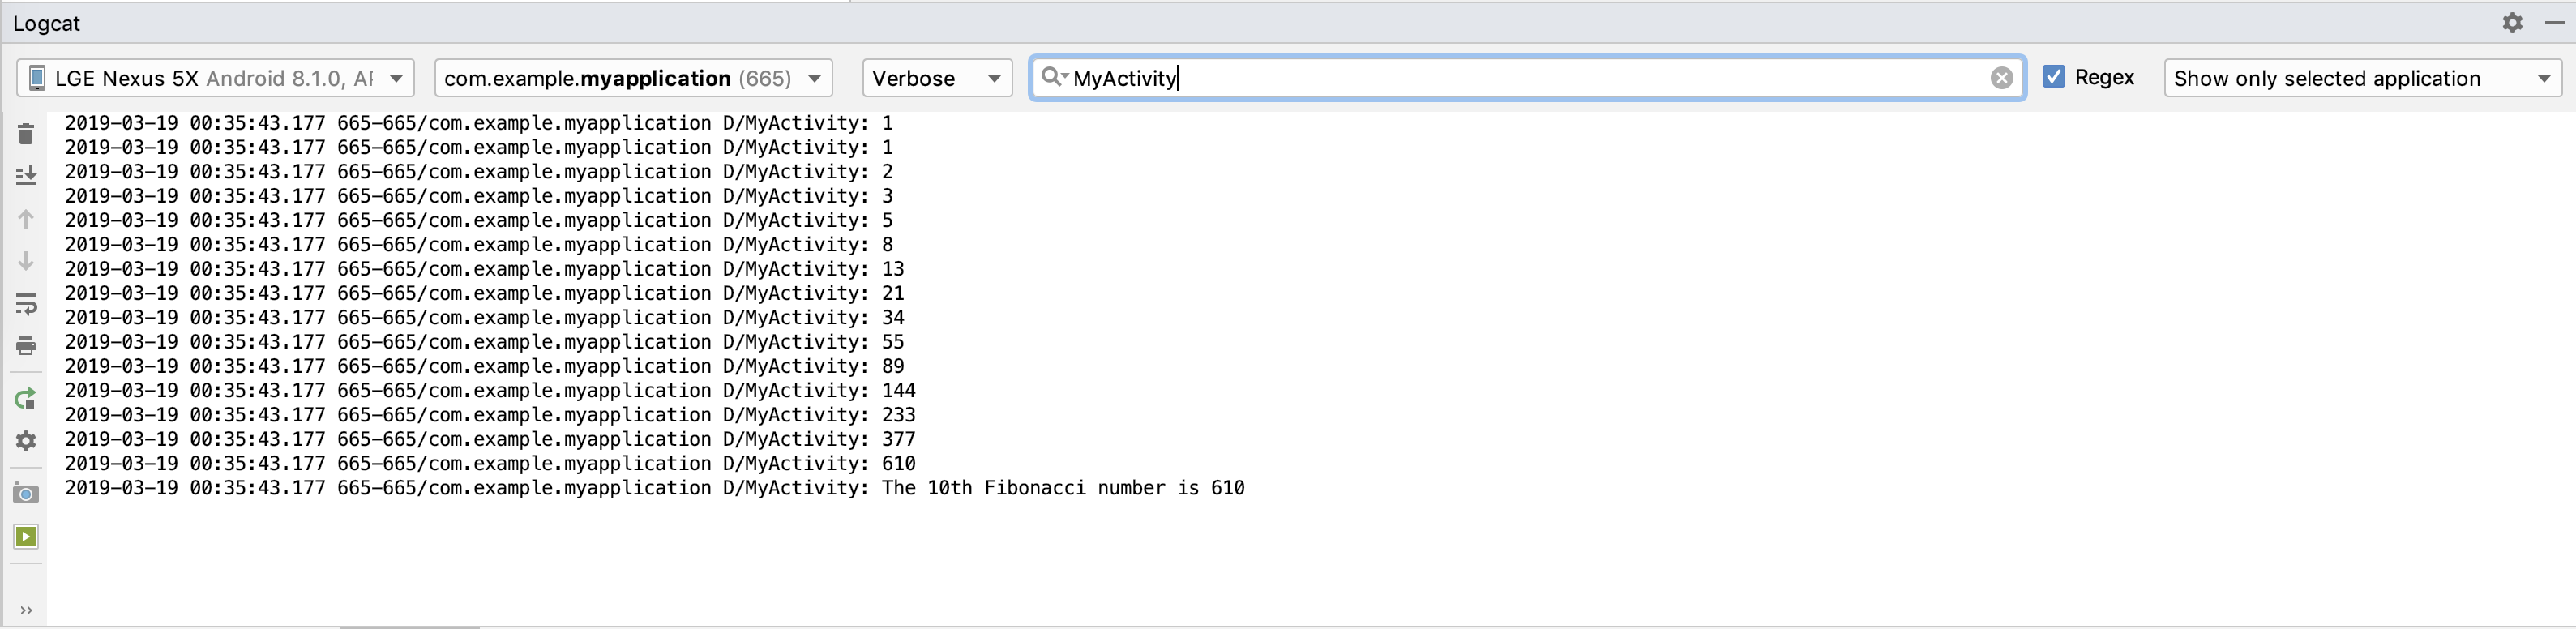 Logcat
LGE Nexus 5X Android 8.1.0, com.example.myapplication (665) Verbose MyActivity Regex Show only selected application
2019-03-19 00:35:43.177 665-665/com.example.myapplication D/MyActivity: 1
2019-03-19 00:35:43.177 665-665/com.example.myapplication D/MyActivity: 1
2019-03-19 00:35:43.177 665-665/com.example.myapplication D/MyActivity: 2
2019-03-19 00:35:43.177 665-665/com.example.myapplication D/MyActivity: 3
2019-03-19 00:35:43.177 665-665/com.example.myapplication D/MyActivity: 5
2019-03-19 00:35:43.177 665-665/com.example.myapplication D/MyActivity: 8
2019-03-19 00:35:43.177 665-665/com.example.myapplication D/MyActivity: 13
2019-03-19 00:35:43.177 665-665/com.example.myapplication D/MyActivity: 21
2019-03-19 00:35:43.177 665-665/com.example.myapplication D/MyActivity: 34
2019-03-19 00:35:43.177 665-665/com.example.myapplication D/MyActivity: 55
2019-03-19 00:35:43.177 665-665/com.example.myapplication D/MyActivity: 89
2019-03-19 00:35:43.177 665-665/com.example.myapplication D/MyActivity: 144
2019-03-19 00:35:43.177 665-665/com.example.myapplication D/MyActivity: 233
2019-03-19 00:35:43.177 665-665/com.example.myapplication D/MyActivity: 377
2019-03-19 00:35:43.177 665-665/com.example.myapplication D/MyActivity: 610
2019-03-19 00:35:43.177 665-665/com.example.myapplication D/MyActivity: The 10th Fibonacci number is 610